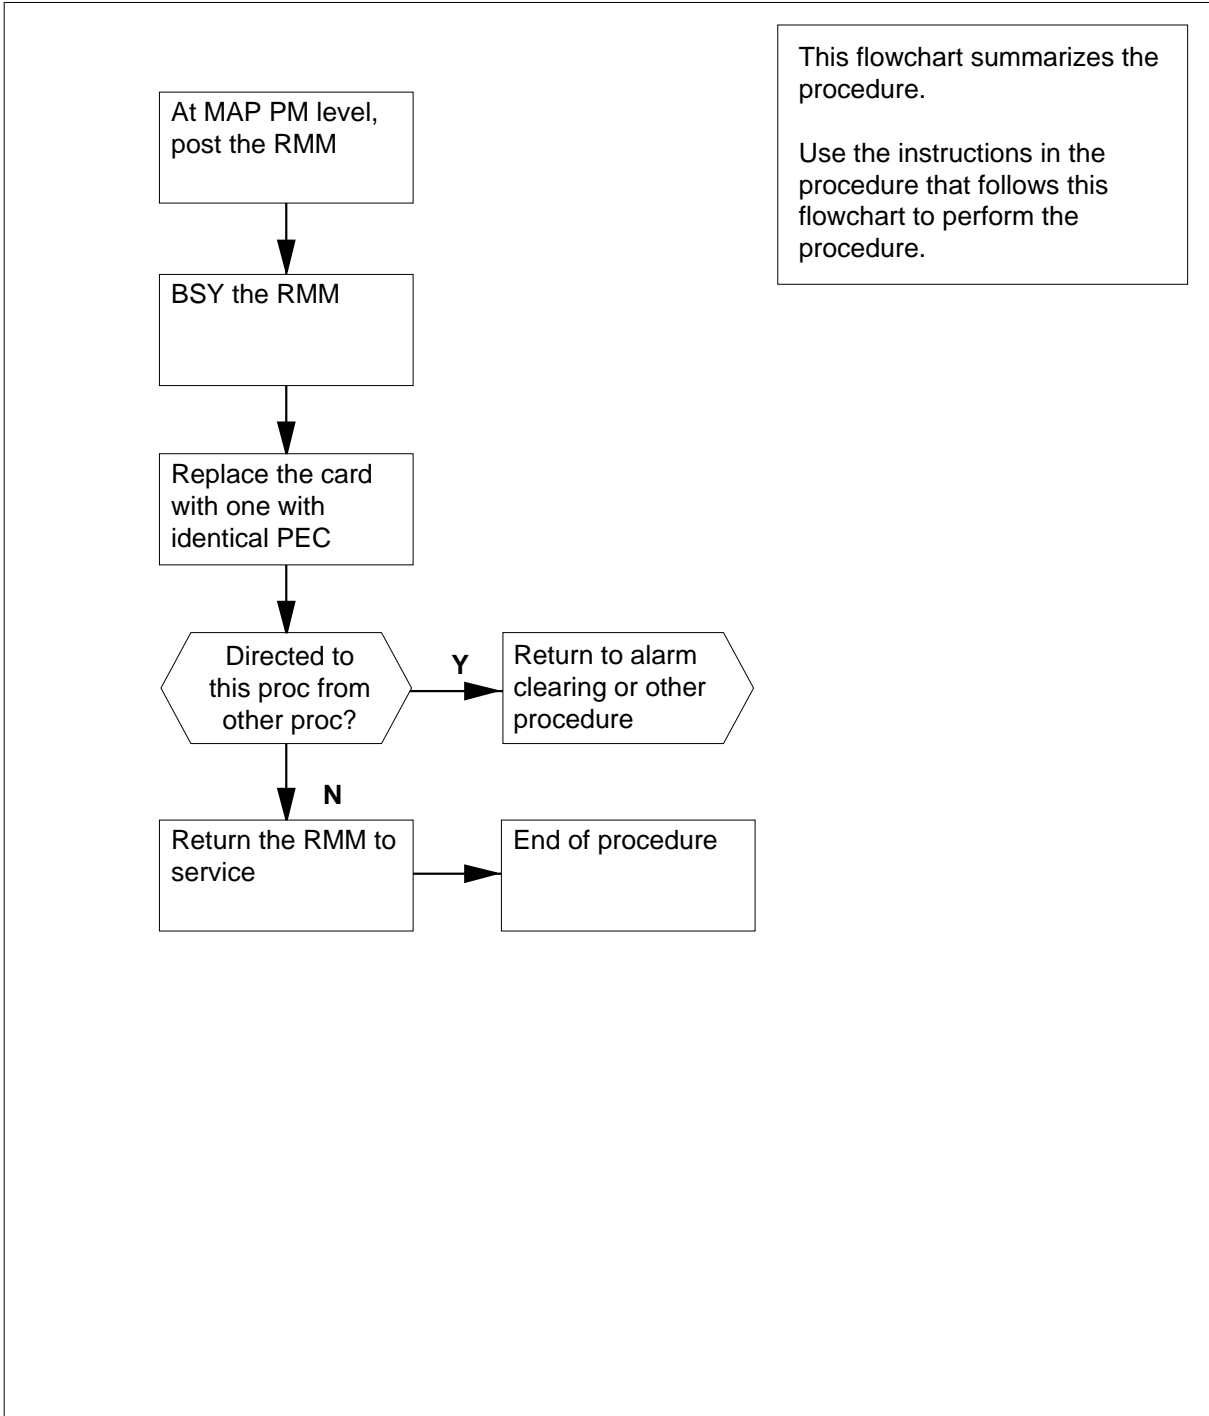 This flowchart summarizes the
procedure.
Use the instructions in the
procedure that follows this
flowchart to perform the
procedure.
At MAP PM level,
post the RMM
BSY the RMM
Replace the card
with one with
identical PEC
Directed to
this proc from
other proc?
Y
Return to alarm
clearing or other
procedure
N
Return the RMM to
service
End of procedure